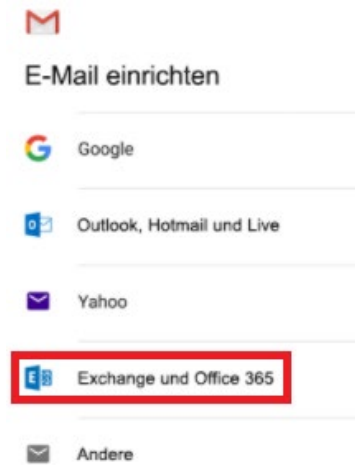 E-Mail einrichten
Google
Outlook, Hotmail und Live
Yahoo
Exchange und Office 365
Andere